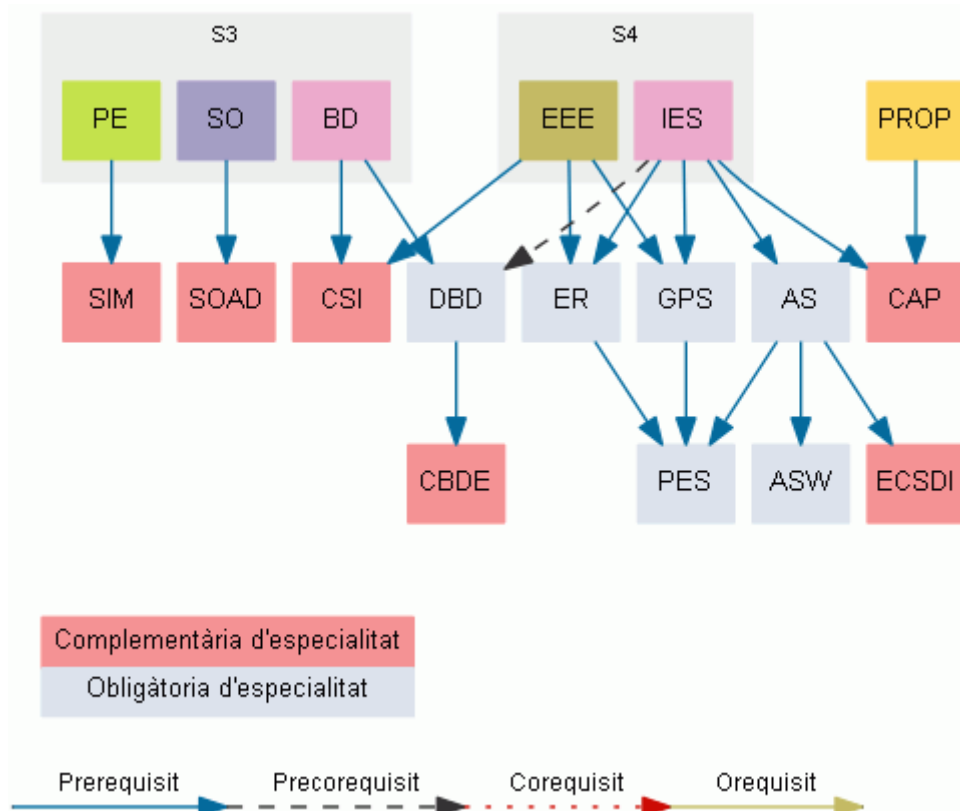 S3 S4
PE SO BD EEE IES PROP
SIM SOAD CSI DBD ER GPS AS CAP
CBDE PES ASW ECSDI
Complementària d'especialitat
Obligàtoria d'especialitat
Prerequisit Precorequisit Corequisit Orequisit